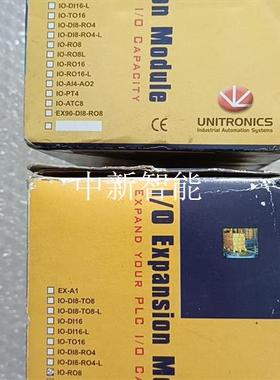 IO-DI16-L
IO-TO16
IO-DI8-RO4
IO-DI8-RO4-L
IO-RO8
IO-RO8L
IO-RO16
IO-RO16-L
IO-AI4-AO2
IO-PT4
IO-ATC8
EX90-DI8-RO8
on Module
I/O CAPACITY
CE
UNITRONICS
Industrial Automation Systems
中新智能
I/O Expansion Mo
EXPAND YOUR PLC I/O CA
EX-A1
IO-DI8-TO8
IO-DI8-TO8-L
IO-DI16
IO-DI16-L
IO-TO16
IO-DI8-RO4
IO-DI8-RO4-L
IO-RO8